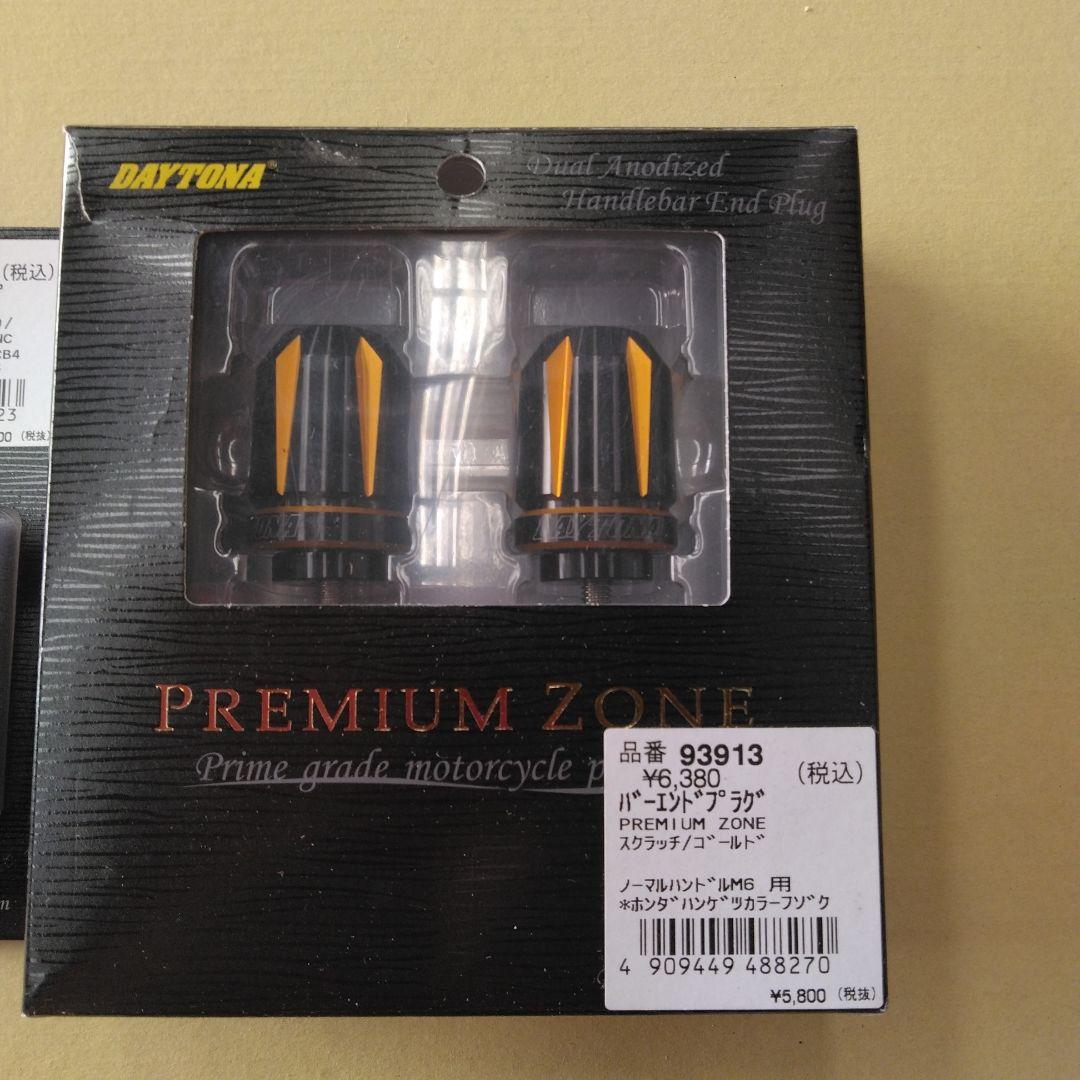 DAYTONA®
Dual Anodized
Handlebar End Plug
DAYTONA
PREMIUM ZONE
Prime grade motorcycle p
品番 93913
¥6,380 (税込)
バーエンドプラグ
PREMIUM ZONE
スクラッチ/ゴールド
ノーマルハンドルM6 用
*ホンダハンゲツカラーフゾク
4 909449 488270
¥5,800 (税抜)
(税込)
NC
CB4
23
00 (税抜)